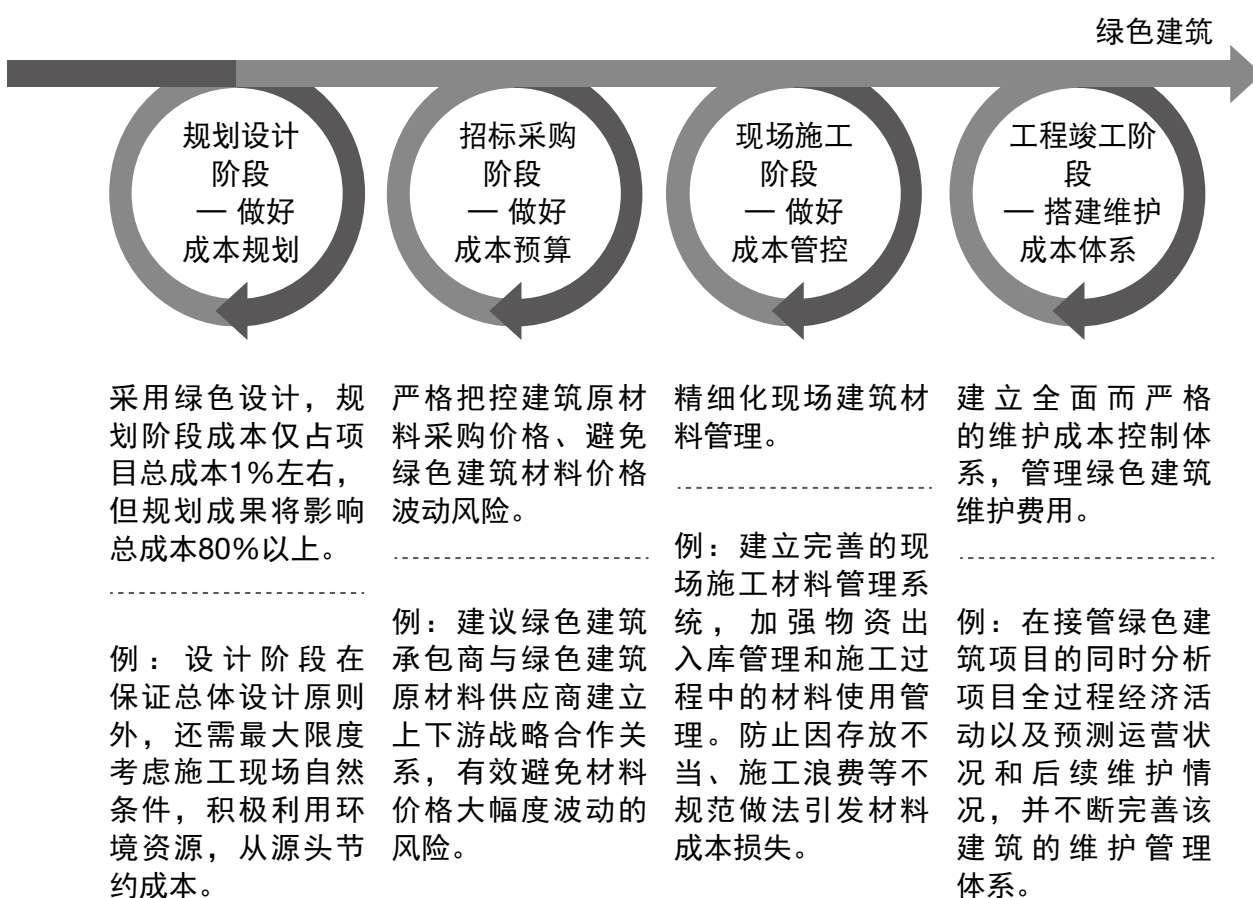 绿色建筑
规划设计
阶段
— 做好
成本规划
招标采购
阶段
— 做好
成本预算
现场施工
阶段
— 做好
成本管控
工程竣工阶
段
— 搭建维护
成本体系
采用绿色设计，规
划阶段成本仅占项
目总成本1%左右，
但规划成果将影响
总成本80%以上。
例：设计阶段在
保证总体设计原则
外，还需最大限度
考虑施工现场自然
条件，积极利用环
境资源，从源头节
约成本。
严格把控建筑原材
料采购价格、避免
绿色建筑材料价格
波动风险。
例：建议绿色建筑
承包商与绿色建筑
原材料供应商建立
上下游战略合作关
系，有效避免材料
价格大幅度波动的
风险。
精细化现场建筑材
料管理。
例：建立完善的现
场施工材料管理系
统，加强物资出
入库管理和施工过
程中的材料使用管
理。防止因存放不
当、施工浪费等不
规范做法引发材料
成本损失。
建立全面而严格
的维护成本控制体
系，管理绿色建筑
维护费用。
例：在接管绿色建
筑项目的同时分析
项目全过程经济活
动以及预测运营状
况和后续维护情
况，并不断完善该
建筑的维护管理
体系。